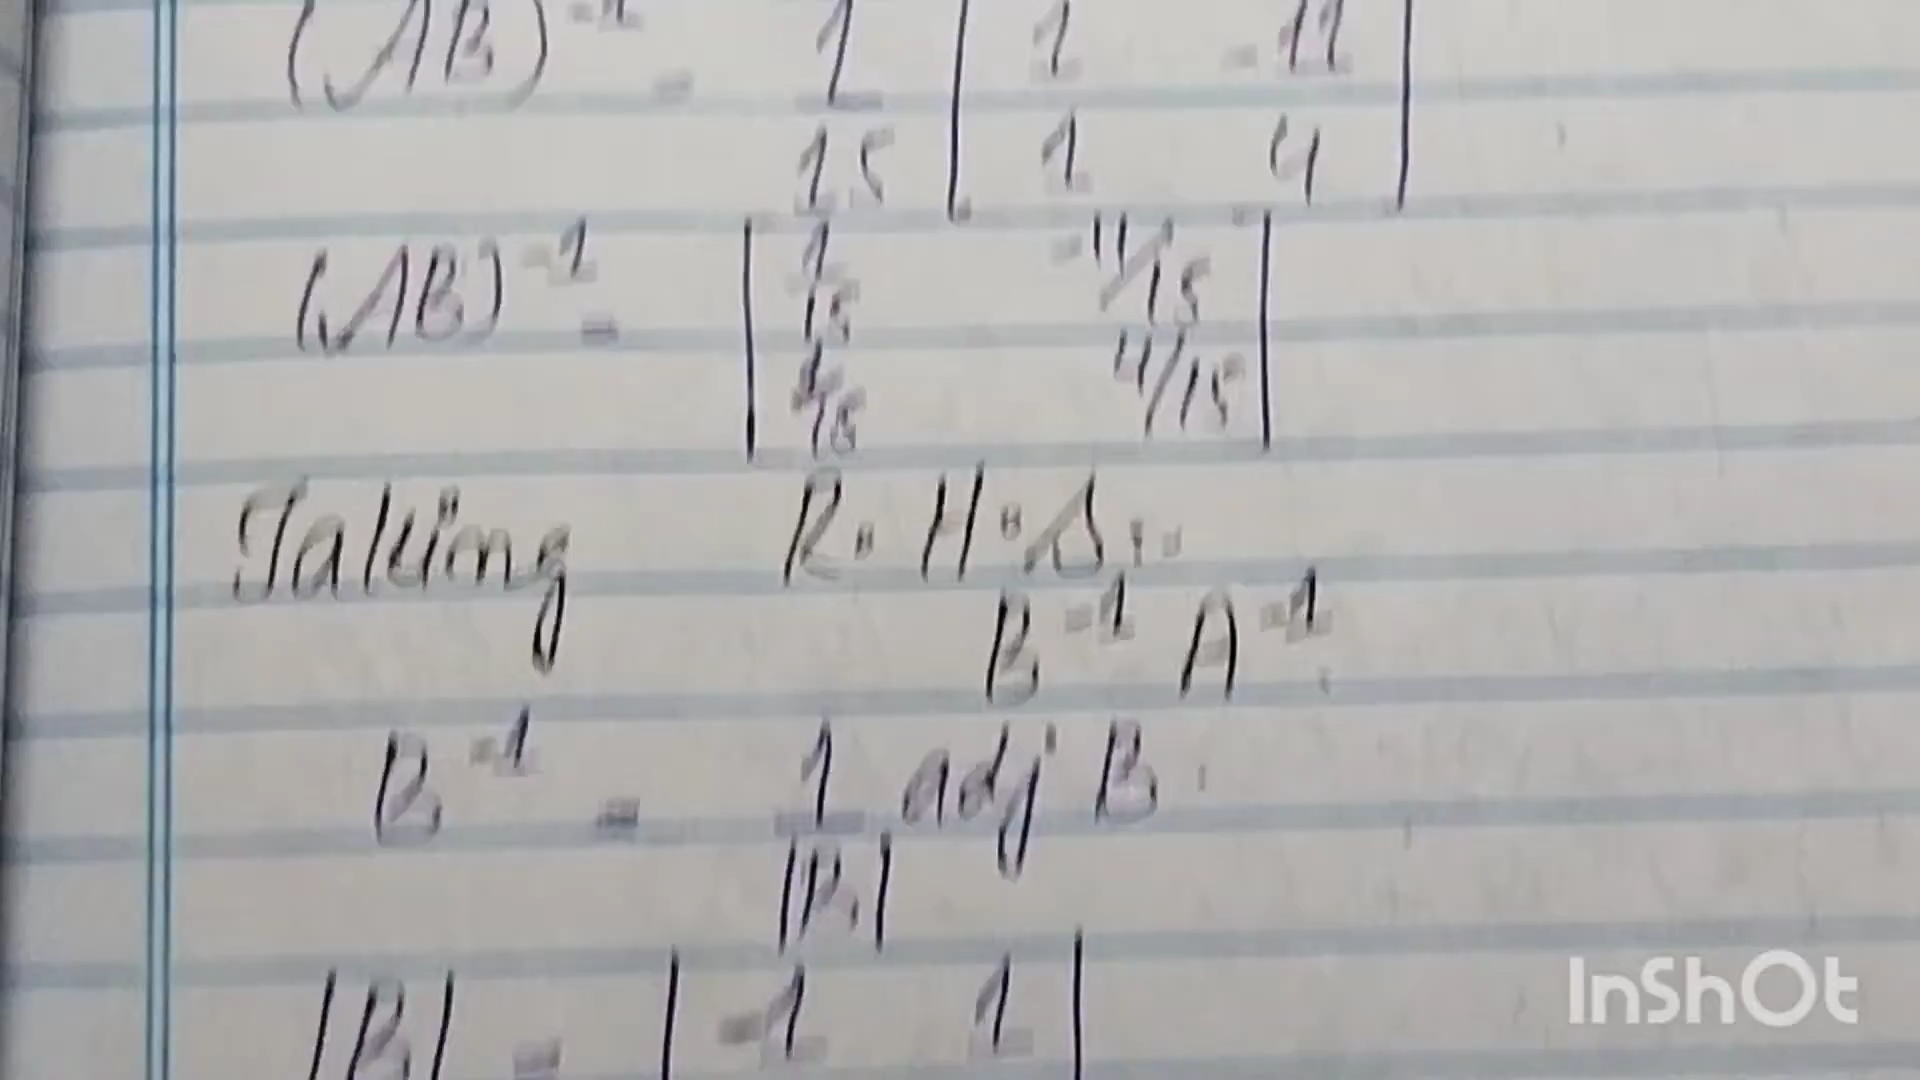 (AB)⁻¹ = 1/15 | 1 -11 |
| 1 4 |
(AB)⁻¹ = | 1/15 -11/15 |
| 1/15 4/15 |
Taking R.H.S.
B⁻¹ A⁻¹
B⁻¹ = 1/|B| adj B
|B| = | -1 1 |
InShOt